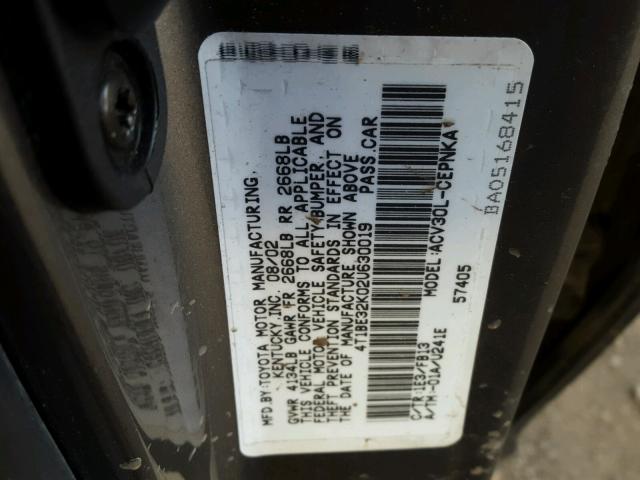 MFD.BY:TOYOTA MOTOR MANUFACTURING,
KENTUCKY,INC. 08/02
GVWR 4134LB GAWR FR 2668LB RR 2668LB
THIS VEHICLE CONFORMS TO ALL APPLICABLE
FEDERAL MOTOR VEHICLE SAFETY,BUMPER, AND
THEFT PREVENTION STANDARDS IN EFFECT ON
THE DATE OF MANUFACTURE SHOWN ABOVE
4T1BE32K02U630019 PASS.CAR
C/TR:1E3/FB13 MODEL:ACV30L-CEPNKA
A/TM:-01A/U241E 57405
BA05168415